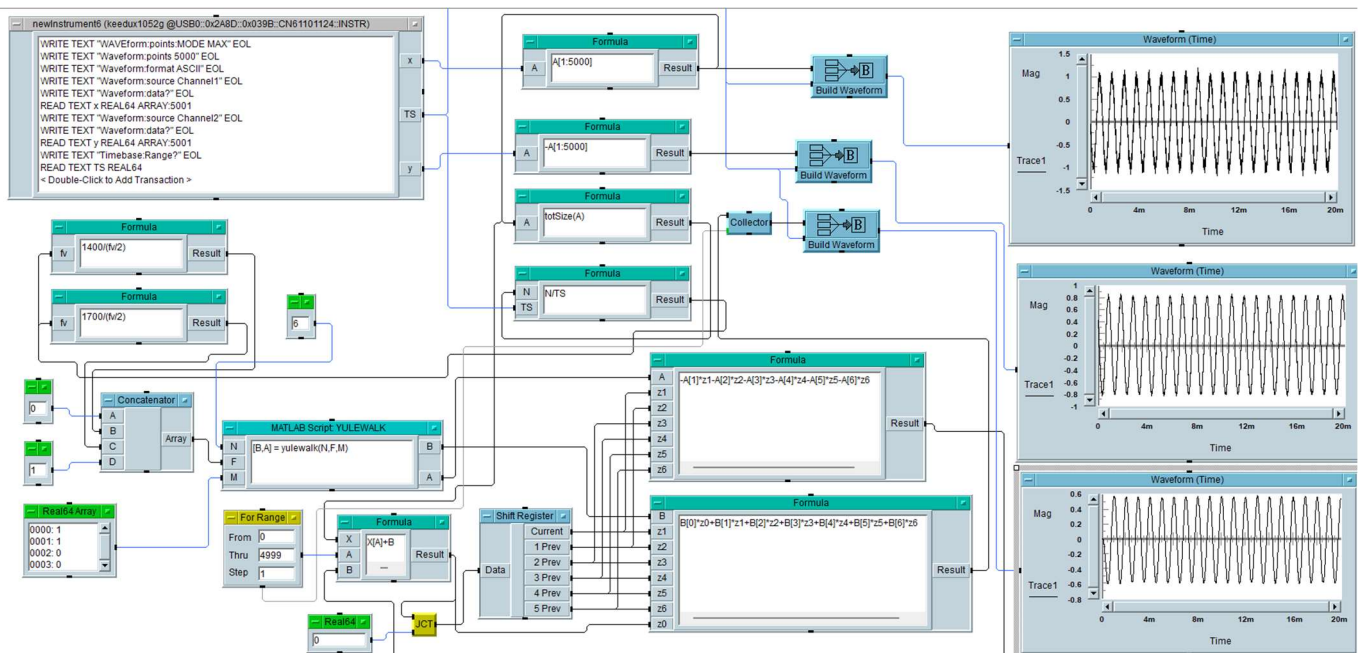 newInstrument6 (keedux1052g @USB0::0x2A8D::0x039B::CN61101124::INSTR)
WRITE TEXT "WAVEform:points:MODE MAX" EOL
WRITE TEXT "Waveform:points 5000" EOL
WRITE TEXT "Waveform:format ASCII" EOL
WRITE TEXT "Waveform:source Channel1" EOL
WRITE TEXT "Waveform:data?" EOL
READ TEXT x REAL64 ARRAY:5001
WRITE TEXT "Waveform:source Channel2" EOL
WRITE TEXT "Waveform:data?" EOL
READ TEXT y REAL64 ARRAY:5001
WRITE TEXT "Timebase:Range?" EOL
READ TEXT TS REAL64
< Double-Click to Add Transaction >
x
TS
y
Formula
A
A[1:5000]
Result
Formula
A
-A[1:5000]
Result
Formula
A
totSize(A)
Result
Formula
N
TS
N/TS
Result
Build Waveform
Build Waveform
Collector
Build Waveform
Waveform (Time)
Mag
Trace1
1.5
1
0.5
0
-0.5
-1
-1.5
0 4m 8m 12m 16m 20m
Time
Waveform (Time)
Mag
Trace1
1
0.8
0.6
0.4
0.2
0
-0.2
-0.4
-0.6
-0.8
-1
0 4m 8m 12m 16m 20m
Time
Waveform (Time)
Mag
Trace1
0.6
0.4
0.2
0
-0.2
-0.4
-0.6
-0.8
0 4m 8m 12m 16m 20m
Time
Formula
fv
1400/(fv/2)
Result
Formula
fv
1700/(fv/2)
Result
6
0
1
Concatenator
A
B
C
D
Array
MATLAB Script: YULEWALK
N
F
M
[B,A] = yulewalk(N,F,M)
B
A
Real64 Array
0000: 1
0001: 1
0002: 0
0003: 0
For Range
From 0
Thru 4999
Step 1
Formula
X
A
B
X[A]+B
Result
Real64
0
JCT
Shift Register
Data
Current
1 Prev
2 Prev
3 Prev
4 Prev
5 Prev
Formula
A
z1
z2
z3
z4
z5
z6
-A[1]*z1-A[2]*z2-A[3]*z3-A[4]*z4-A[5]*z5-A[6]*z6
Result
Formula
B
z1
z2
z3
z4
z5
z6
z0
B[0]*z0+B[1]*z1+B[2]*z2+B[3]*z3+B[4]*z4+B[5]*z5+B[6]*z6
Result